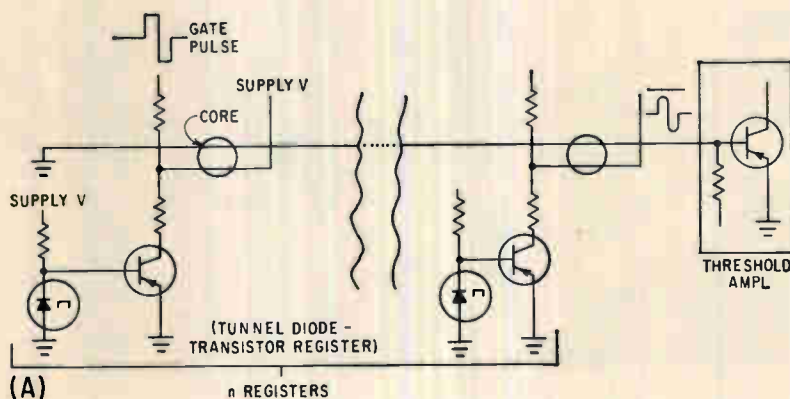 GATE
PULSE
SUPPLY V
CORE
SUPPLY V
(TUNNEL DIODE-
TRANSISTOR REGISTER)
THRESHOLD
AMPL
(A)
n REGISTERS